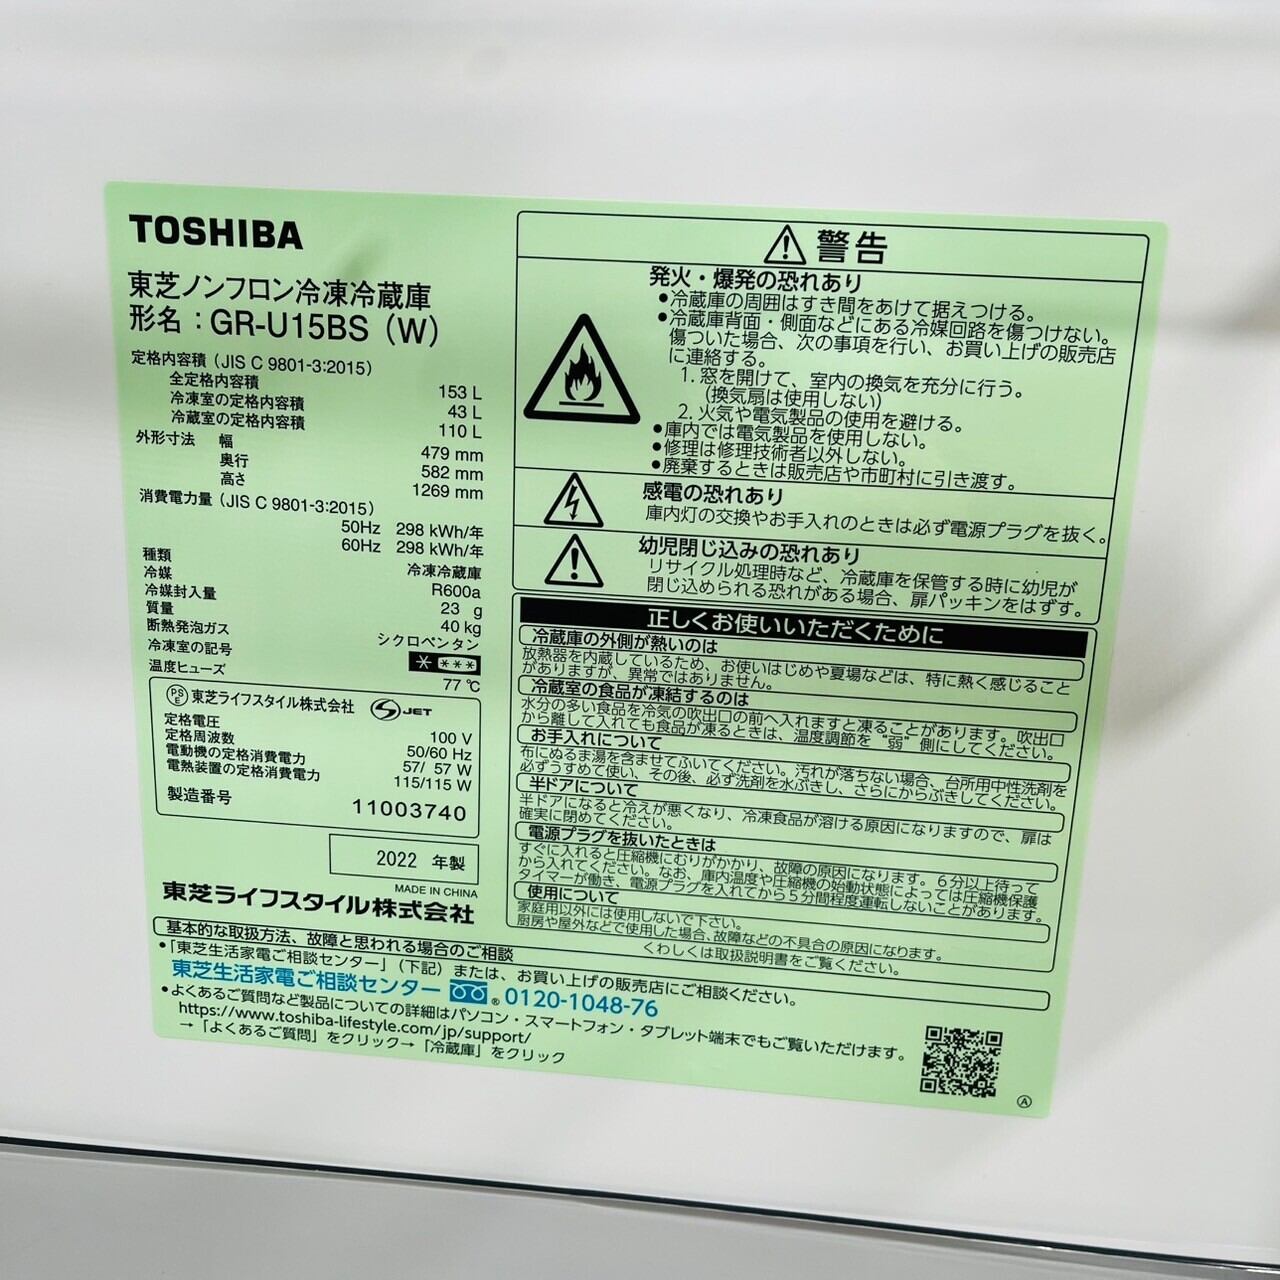 TOSHIBA
東芝ノンフロン冷凍冷蔵庫
形名：GR-U15BS（W）
定格内容積（JIS C 9801-3:2015）
全定格内容積 153 L
冷凍室の定格内容積 43 L
冷蔵室の定格内容積 110 L
外形寸法 幅 479 mm
奥行 582 mm
高さ 1269 mm
消費電力量（JIS C 9801-3:2015）
50Hz 298 kWh/年
60Hz 298 kWh/年
種類 冷凍冷蔵庫
冷媒 R600a
冷媒封入量 23 g
質量 40 kg
断熱発泡ガス シクロペンタン
冷凍室の記号 * ***
温度ヒューズ 77 ℃
PSE 東芝ライフスタイル株式会社 JET
定格電圧 100 V
定格周波数 50/60 Hz
電動機の定格消費電力 57/ 57 W
電熱装置の定格消費電力 115/115 W
製造番号 11003740
2022 年製
MADE IN CHINA
東芝ライフスタイル株式会社
警告
発火・爆発の恐れあり
●冷蔵庫の周囲はすき間をあけて据えつける。
●冷蔵庫背面・側面などにある冷媒回路を傷つけない。
傷ついた場合、次の事項を行い、お買い上げの販売店
に連絡する。
1. 窓を開けて、室内の換気を充分に行う。
（換気扇は使用しない）
2. 火気や電気製品の使用を避ける。
●庫内では電気製品を使用しない。
●修理は修理技術者以外しない。
●廃棄するときは販売店や市町村に引き渡す。
感電の恐れあり
庫内灯の交換やお手入れのときは必ず電源プラグを抜く。
幼児閉じ込みの恐れあり
リサイクル処理時など、冷蔵庫を保管する時に幼児が
閉じ込められる恐れがある場合、扉パッキンをはずす。
正しくお使いいただくために
冷蔵庫の外側が熱いのは
放熱器を内蔵しているため、お使いはじめや夏場などは、特に熱く感じること
がありますが、異常ではありません。
冷蔵室の食品が凍結するのは
水分の多い食品を冷気の吹出口の前へ入れますと凍ることがあります。吹出口
から離して入れても食品が凍るときは、温度調節を“弱”側にしてください。
お手入れについて
布にぬるま湯を含ませてふいてください。汚れが落ちない場合、台所用中性洗剤を
必ずうすめて使い、その後、必ず洗剤を水ぶきし、さらにからぶきしてください。
半ドアについて
半ドアになると冷えが悪くなり、冷凍食品が溶ける原因になりますので、扉は
確実に閉めてください。
電源プラグを抜いたときは
すぐに入れると圧縮機にむりがかかり、故障の原因になります。６分以上待って
から入れてください。なお、庫内温度や圧縮機の始動状態によっては圧縮機保護
タイマーが働き、電源プラグを入れてから５分間程度運転しないことがあります。
使用について
家庭用以外には使用しないで下さい。
厨房や屋外などで使用した場合、故障などの不具合の原因になります。
くわしくは取扱説明書をご覧ください。
基本的な取扱方法、故障と思われる場合のご相談
●「東芝生活家電ご相談センター」（下記）または、お買い上げの販売店にご相談ください。
東芝生活家電ご相談センター ® 0120-1048-76
●よくあるご質問など製品についての詳細はパソコン・スマートフォン・タブレット端末でもご覧いただけます。
https://www.toshiba-lifestyle.com/jp/support/
→「よくあるご質問」をクリック→「冷蔵庫」をクリック
Ⓐ